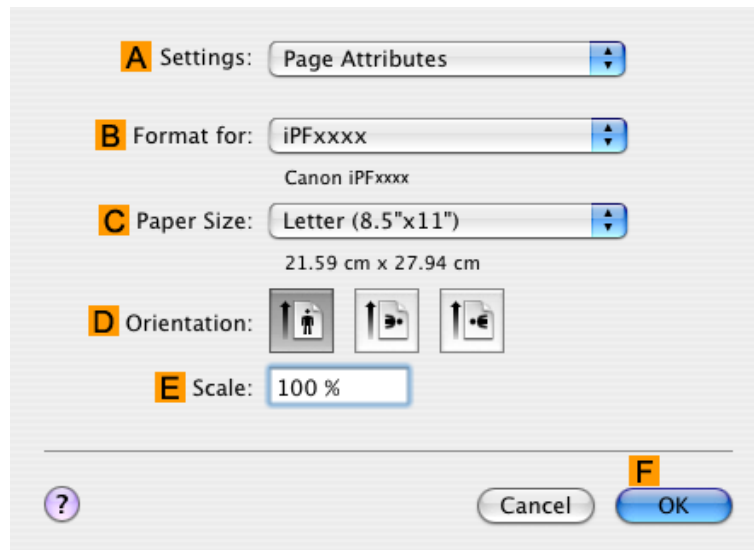 A Settings: Page Attributes
B Format for: iPFxxxx
Canon iPFxxxx
C Paper Size: Letter (8.5"x11")
21.59 cm x 27.94 cm
D Orientation:
E Scale: 100 %
F
? Cancel OK